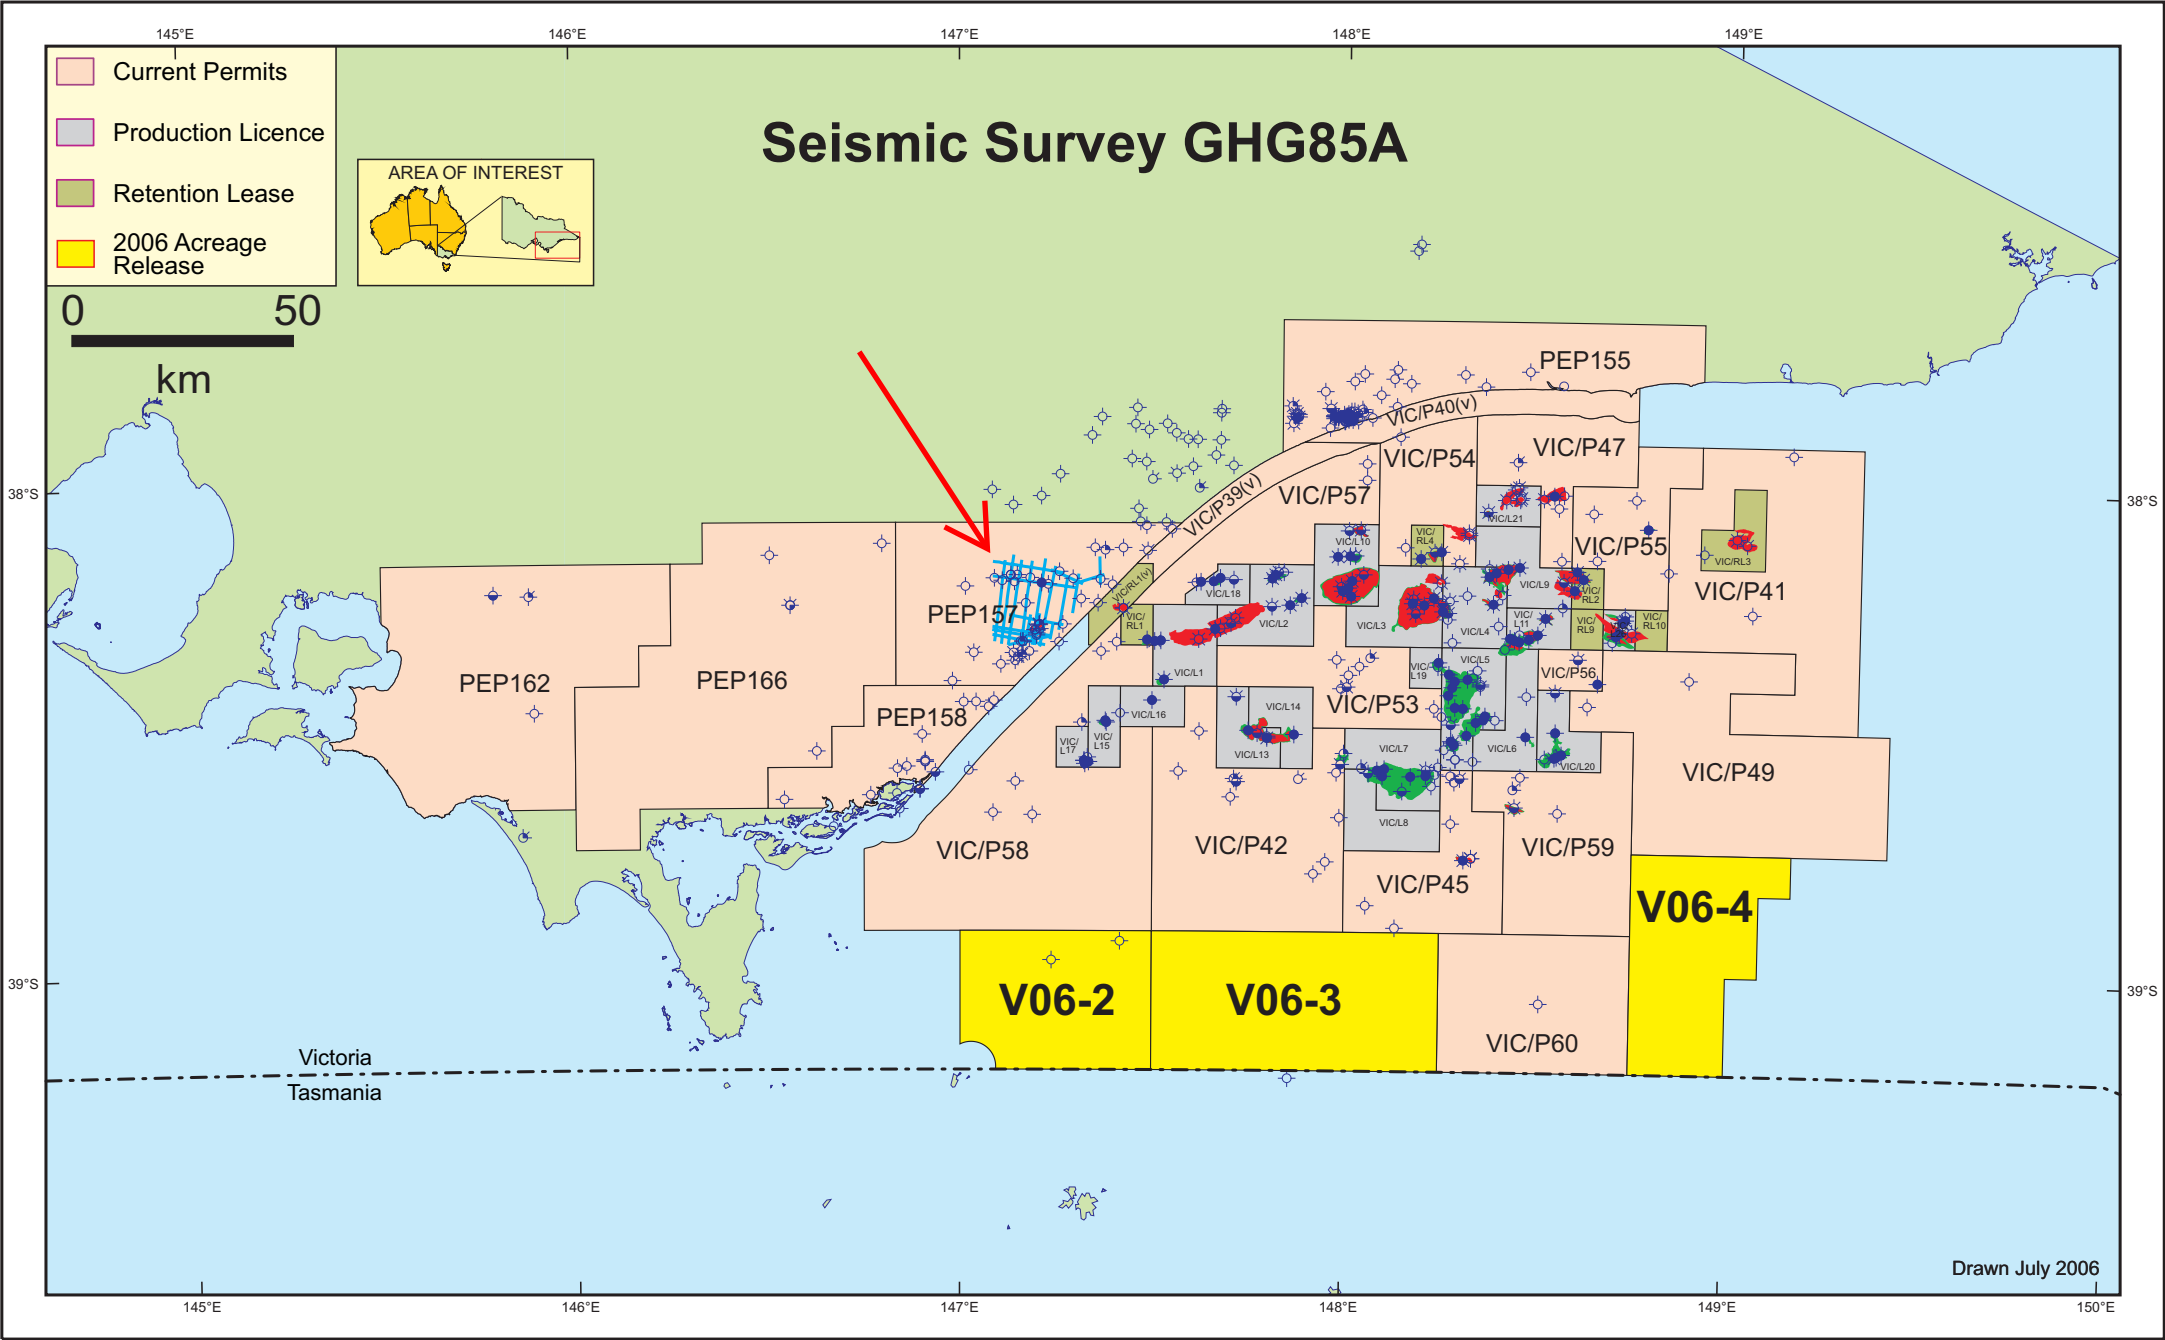 145°E
146°E
147°E
148°E
149°E
Current Permits
Production Licence
Retention Lease
2006 Acreage
Release
0
50
km
AREA OF INTEREST
Seismic Survey GHG85A
38°S
38°S
39°S
39°S
PEP155
VIC/P40(v)
VIC/P47
VIC/P54
VIC/P57
VIC/P39(v)
VIC/L21
VIC/L10
VIC/
RL4
VIC/P55
VIC/RL3
VIC/P41
VIC/RL1(v)
VIC/L18
VIC/L9
VIC/
RL2
PEP157
VIC/
RL1
VIC/L2
VIC/L3
VIC/L4
VIC/
L11
VIC/
RL9
VIC/
RL10
PEP162
PEP166
PEP158
VIC/L1
VIC/
L19
VIC/L5
VIC/P56
VIC/P53
VIC/L16
VIC/L14
VIC/
L17
VIC/
L15
VIC/L13
VIC/L7
VIC/L6
VIC/L20
VIC/P49
VIC/L8
VIC/P58
VIC/P42
VIC/P45
VIC/P59
V06-4
V06-2
V06-3
VIC/P60
Victoria
Tasmania
Drawn July 2006
145°E
146°E
147°E
148°E
149°E
150°E